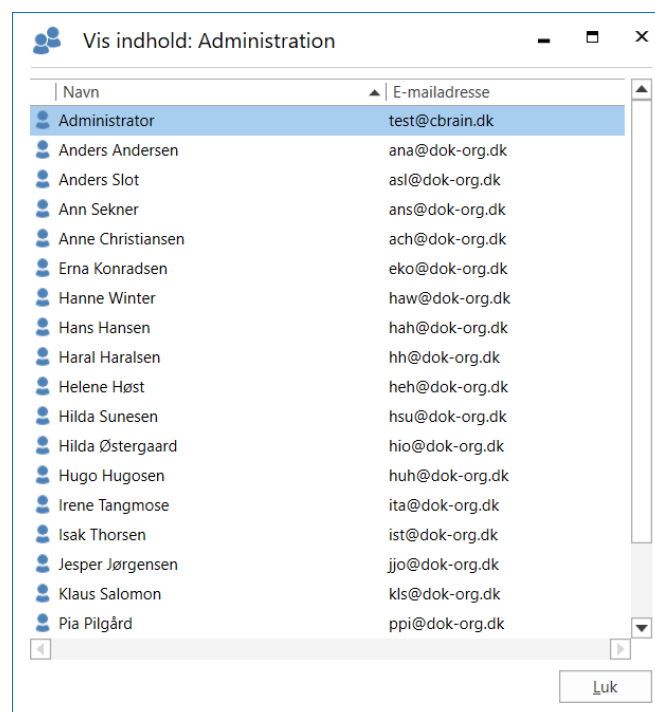 Vis indhold: Administration
Navn E-mailadresse
Administrator test@cbrain.dk
Anders Andersen ana@dok-org.dk
Anders Slot asl@dok-org.dk
Ann Sekner ans@dok-org.dk
Anne Christiansen ach@dok-org.dk
Erna Konradsen eko@dok-org.dk
Hanne Winter haw@dok-org.dk
Hans Hansen hah@dok-org.dk
Haral Haralsen hh@dok-org.dk
Helene Høst heh@dok-org.dk
Hilda Sunesen hsu@dok-org.dk
Hilda Østergaard hio@dok-org.dk
Hugo Hugosen huh@dok-org.dk
Irene Tangmose ita@dok-org.dk
Isak Thorsen ist@dok-org.dk
Jesper Jørgensen jjo@dok-org.dk
Klaus Salomon kls@dok-org.dk
Pia Pilgård ppi@dok-org.dk
Luk